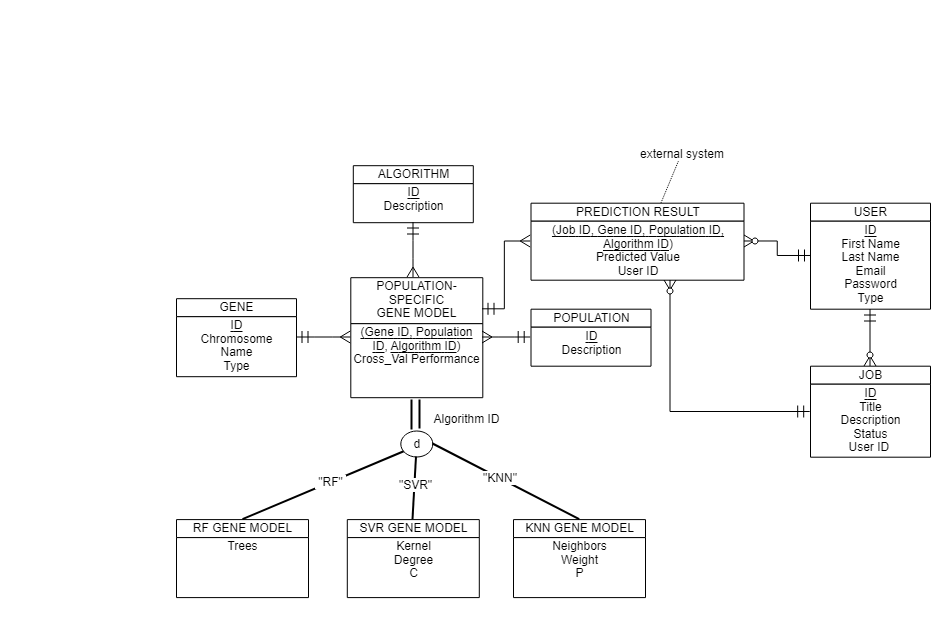 external system
ALGORITHM
ID
Description
PREDICTION RESULT
(Job ID, Gene ID, Population ID,
Algorithm ID)
Predicted Value
User ID
USER
ID
First Name
Last Name
Email
Password
Type
POPULATION-
SPECIFIC
GENE MODEL
(Gene ID, Population
ID, Algorithm ID)
Cross_Val Performance
GENE
ID
Chromosome
Name
Type
POPULATION
ID
Description
JOB
ID
Title
Description
Status
User ID
Algorithm ID
d
"RF"
"SVR"
"KNN"
RF GENE MODEL
Trees
SVR GENE MODEL
Kernel
Degree
C
KNN GENE MODEL
Neighbors
Weight
P